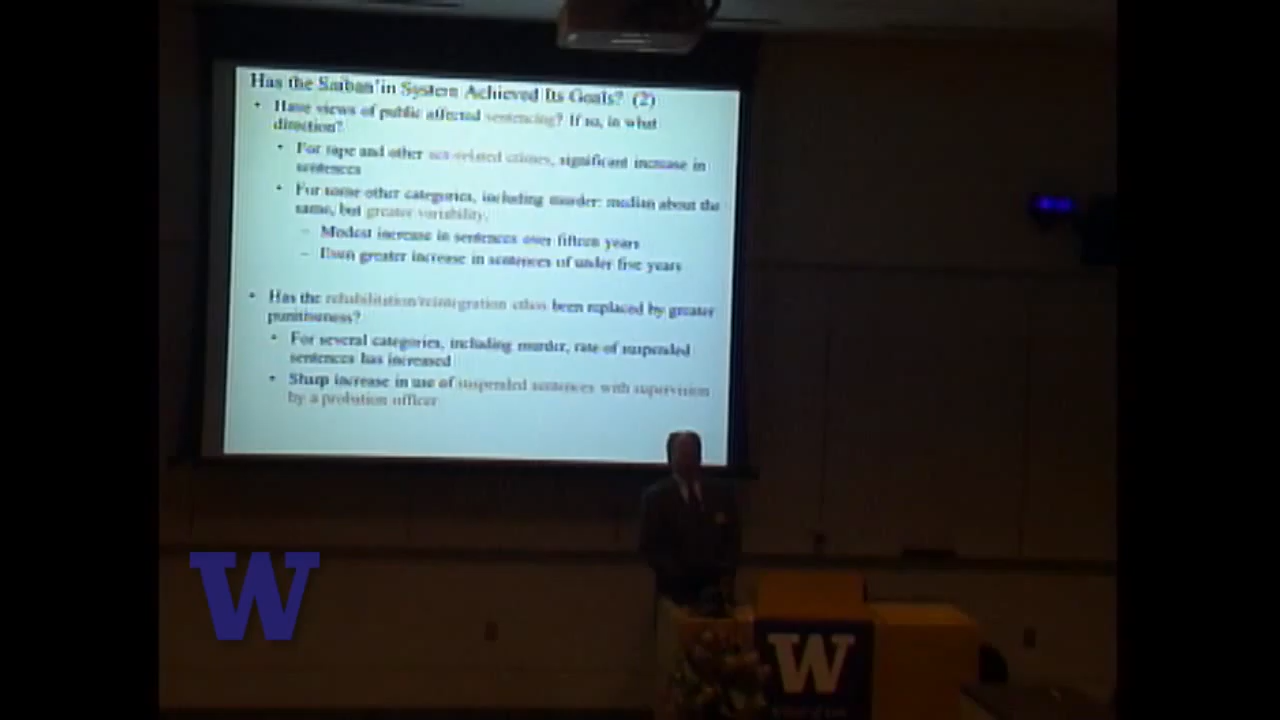 Has the Saiban'in System Achieved Its Goals? (2)
• Have views of public affected sentencing? If so, in what
direction?
• For rape and other sex-related crimes, significant increase in
sentences
• For some other categories, including murder: median about the
same, but greater variability.
– Modest increase in sentences over fifteen years
– Even greater increase in sentences of under five years
• Has the rehabilitation/reintegration ethos been replaced by greater
punitiveness?
• For several categories, including murder, rate of suspended
sentences has increased
• Sharp increase in use of suspended sentences with supervision
by a probation officer
W
W